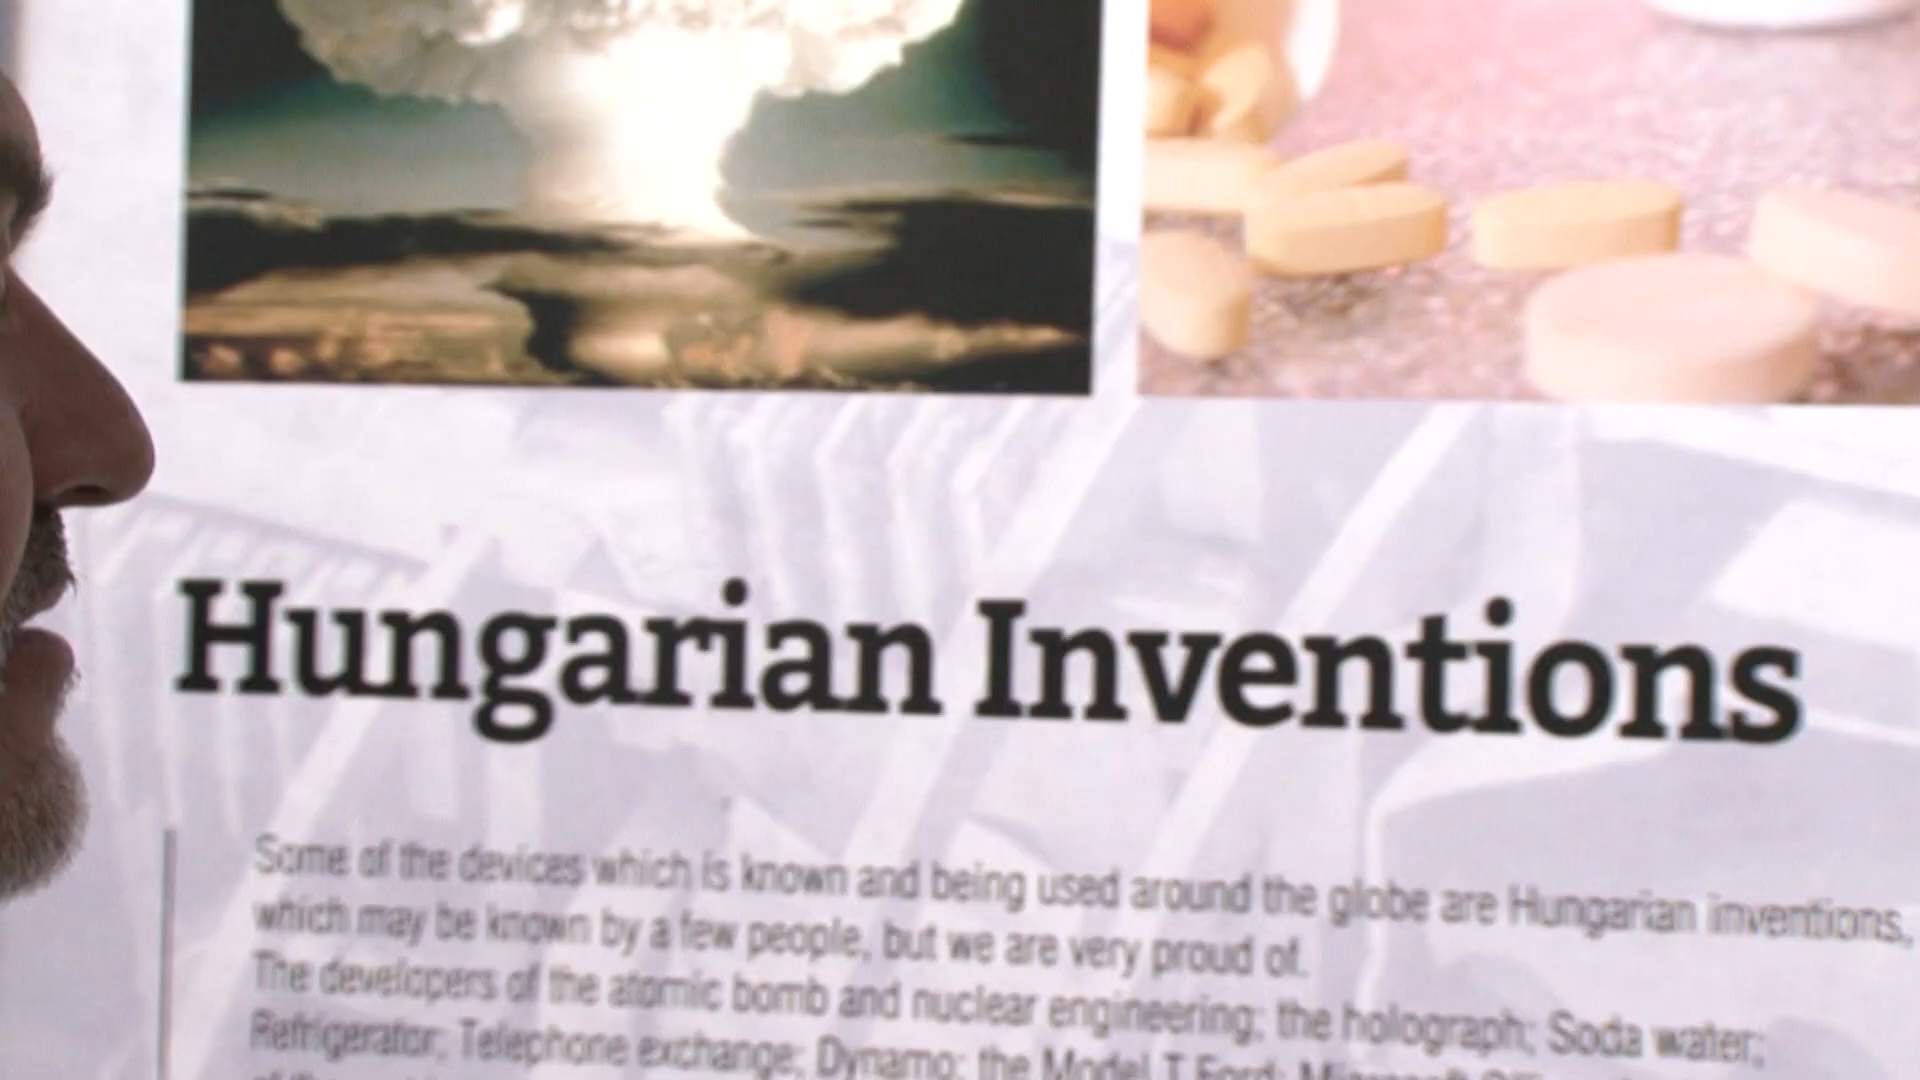 Hungarian Inventions
Some of the devices which is known and being used around the globe are Hungarian inventions,
which may be known by a few people, but we are very proud of.
The developers of the atomic bomb and nuclear engineering; the holograph; Soda water;
Refrigerator; Telephone exchange; Dynamo; the Model T Ford; Microsoft